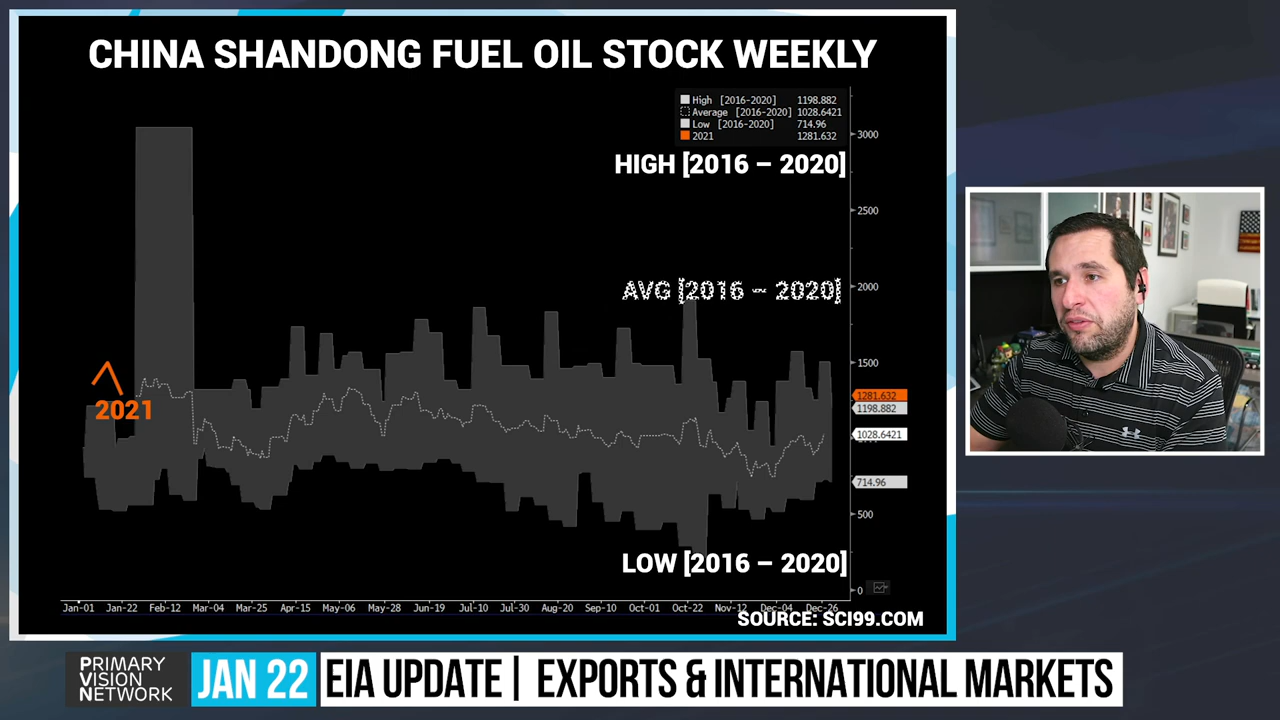 CHINA SHANDONG FUEL OIL STOCK WEEKLY
High [2016-2020] 1198.882
Average [2016-2020] 1028.6421
Low [2016-2020] 714.96
2021 1281.632
HIGH [2016 – 2020]
AVG [2016 – 2020]
LOW [2016 – 2020]
2021
3000
2500
2000
1500
1281.632
1198.882
1028.6421
714.96
500
0
Jan-01 Jan-22 Feb-12 Mar-04 Mar-25 Apr-15 May-06 May-28 Jun-19 Jul-10 Jul-30 Aug-20 Sep-10 Oct-01 Oct-22 Nov-12 Dec-04 Dec-26
SOURCE: SCI99.COM
PRIMARY
VISION
NETWORK
JAN 22
EIA UPDATE | EXPORTS & INTERNATIONAL MARKETS